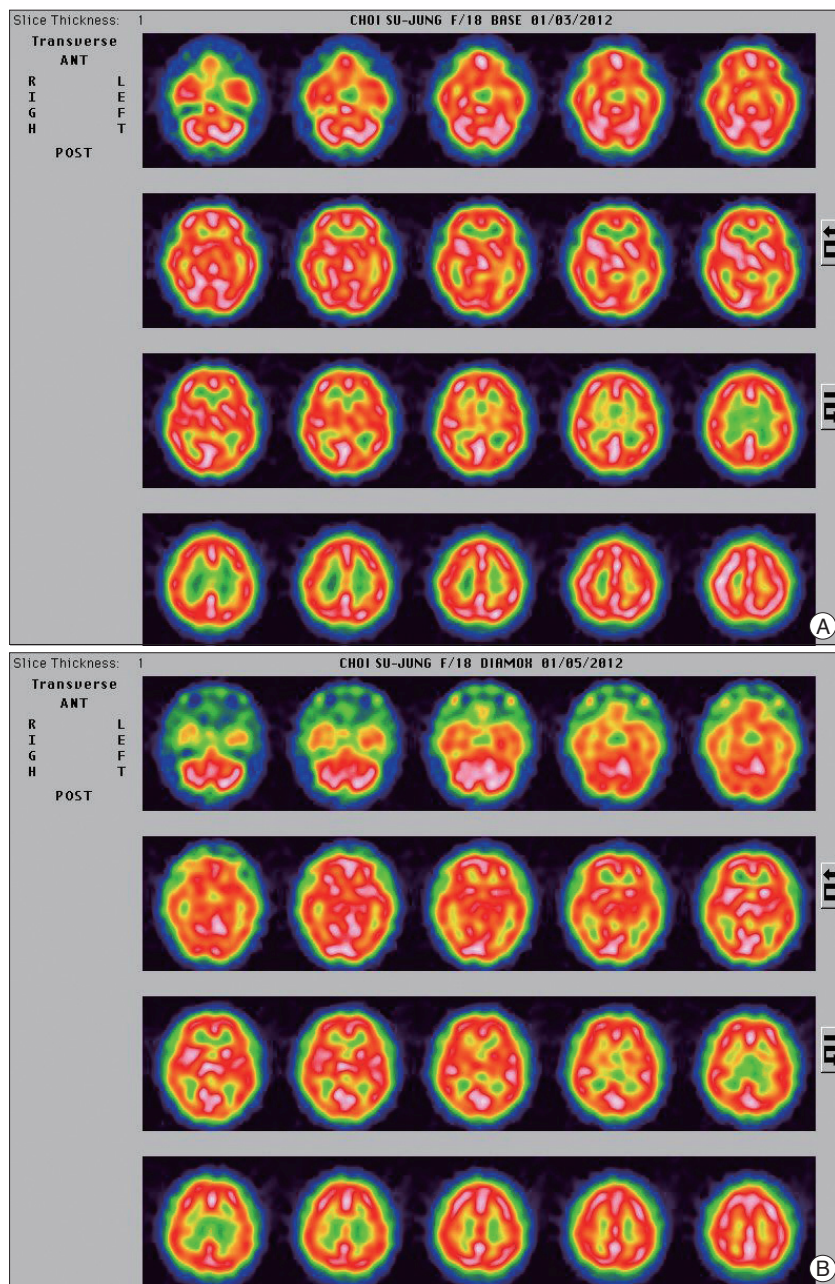 Slice Thickness: 1 CHOI SU-JUNG F/18 BASE 01/03/2012
Transverse
ANT
R L
I E
G F
H T
POST
A
Slice Thickness: 1 CHOI SU-JUNG F/18 DIAMOX 01/05/2012
Transverse
ANT
R L
I E
G F
H T
POST
B